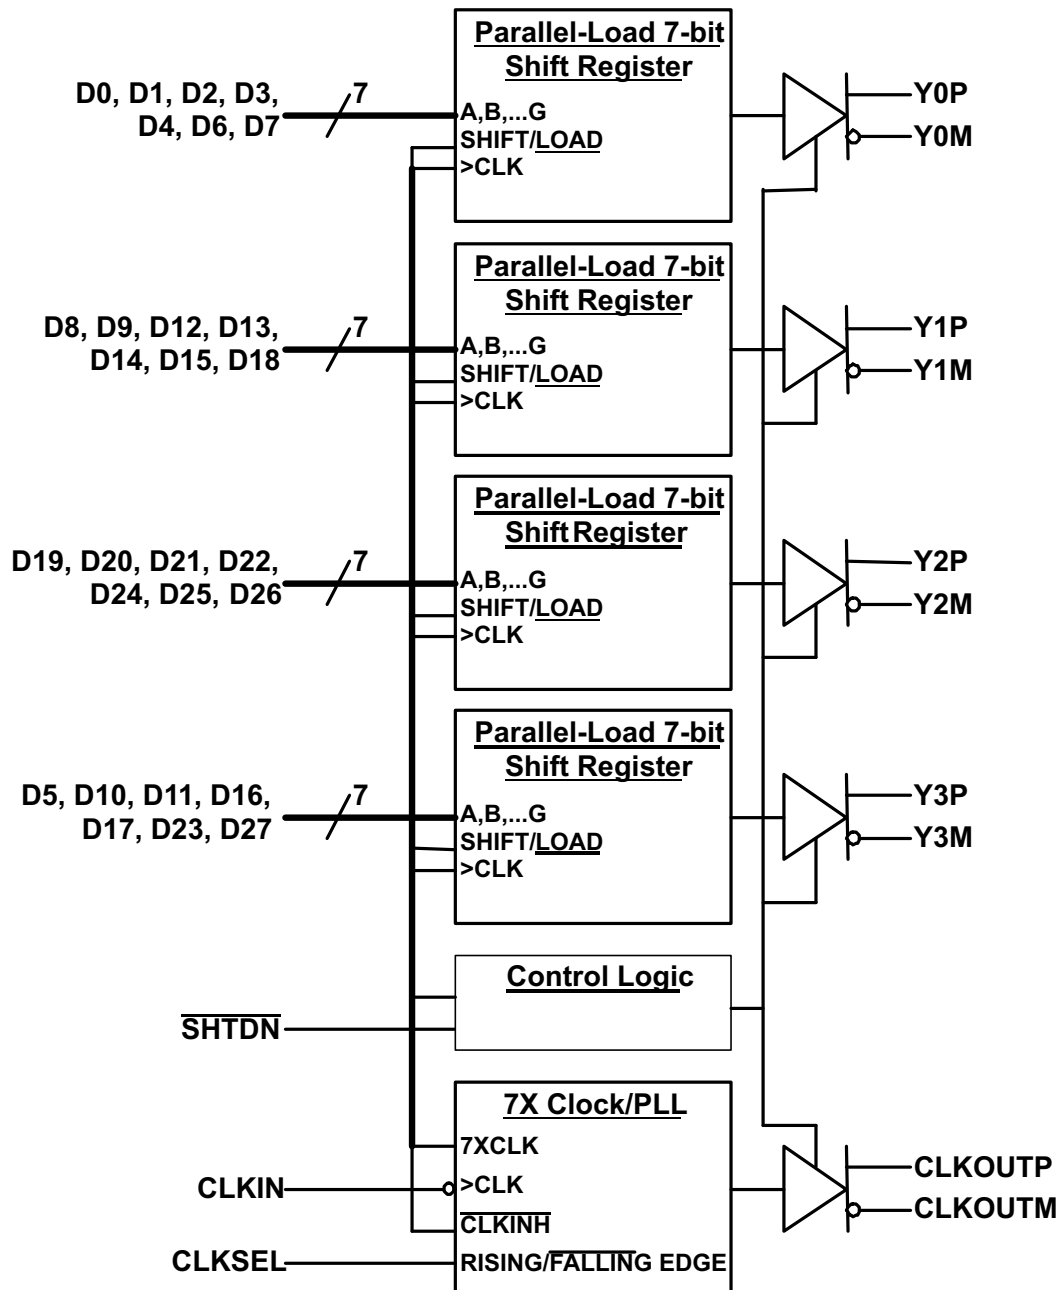 Parallel-Load 7-bit
Shift Register
D0, D1, D2, D3,
D4, D6, D7
7
A,B,...G
SHIFT/LOAD
>CLK
Y0P
Y0M
Parallel-Load 7-bit
Shift Register
D8, D9, D12, D13,
D14, D15, D18
7
A,B,...G
SHIFT/LOAD
>CLK
Y1P
Y1M
Parallel-Load 7-bit
Shift Register
D19, D20, D21, D22,
D24, D25, D26
7
A,B,...G
SHIFT/LOAD
>CLK
Y2P
Y2M
Parallel-Load 7-bit
Shift Register
D5, D10, D11, D16,
D17, D23, D27
7
A,B,...G
SHIFT/LOAD
>CLK
Y3P
Y3M
Control Logic
SHTDN
7X Clock/PLL
7XCLK
CLKIN
>CLK
CLKINH
CLKSEL
RISING/FALLING EDGE
CLKOUTP
CLKOUTM